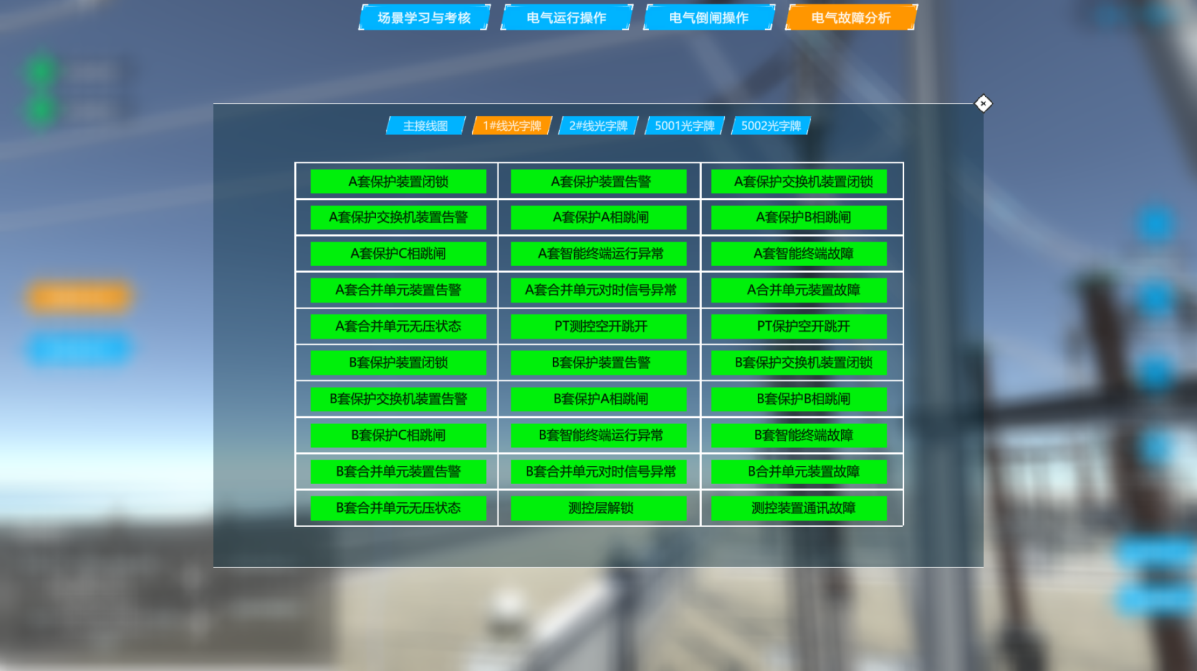 场景学习与考核 电气运行操作 电气倒闸操作 电气故障分析
主接线图 1#线光字牌 2#线光字牌 5001光字牌 5002光字牌
A套保护装置闭锁 A套保护装置告警 A套保护交换机装置闭锁
A套保护交换机装置告警 A套保护A相跳闸 A套保护B相跳闸
A套保护C相跳闸 A套智能终端运行异常 A套智能终端故障
A套合并单元装置告警 A套合并单元对时信号异常 A合并单元装置故障
A套合并单元无压状态 PT测控空开跳开 PT保护空开跳开
B套保护装置闭锁 B套保护装置告警 B套保护交换机装置闭锁
B套保护交换机装置告警 B套保护A相跳闸 B套保护B相跳闸
B套保护C相跳闸 B套智能终端运行异常 B套智能终端故障
B套合并单元装置告警 B套合并单元对时信号异常 B合并单元装置故障
B套合并单元无压状态 测控层解锁 测控装置通讯故障